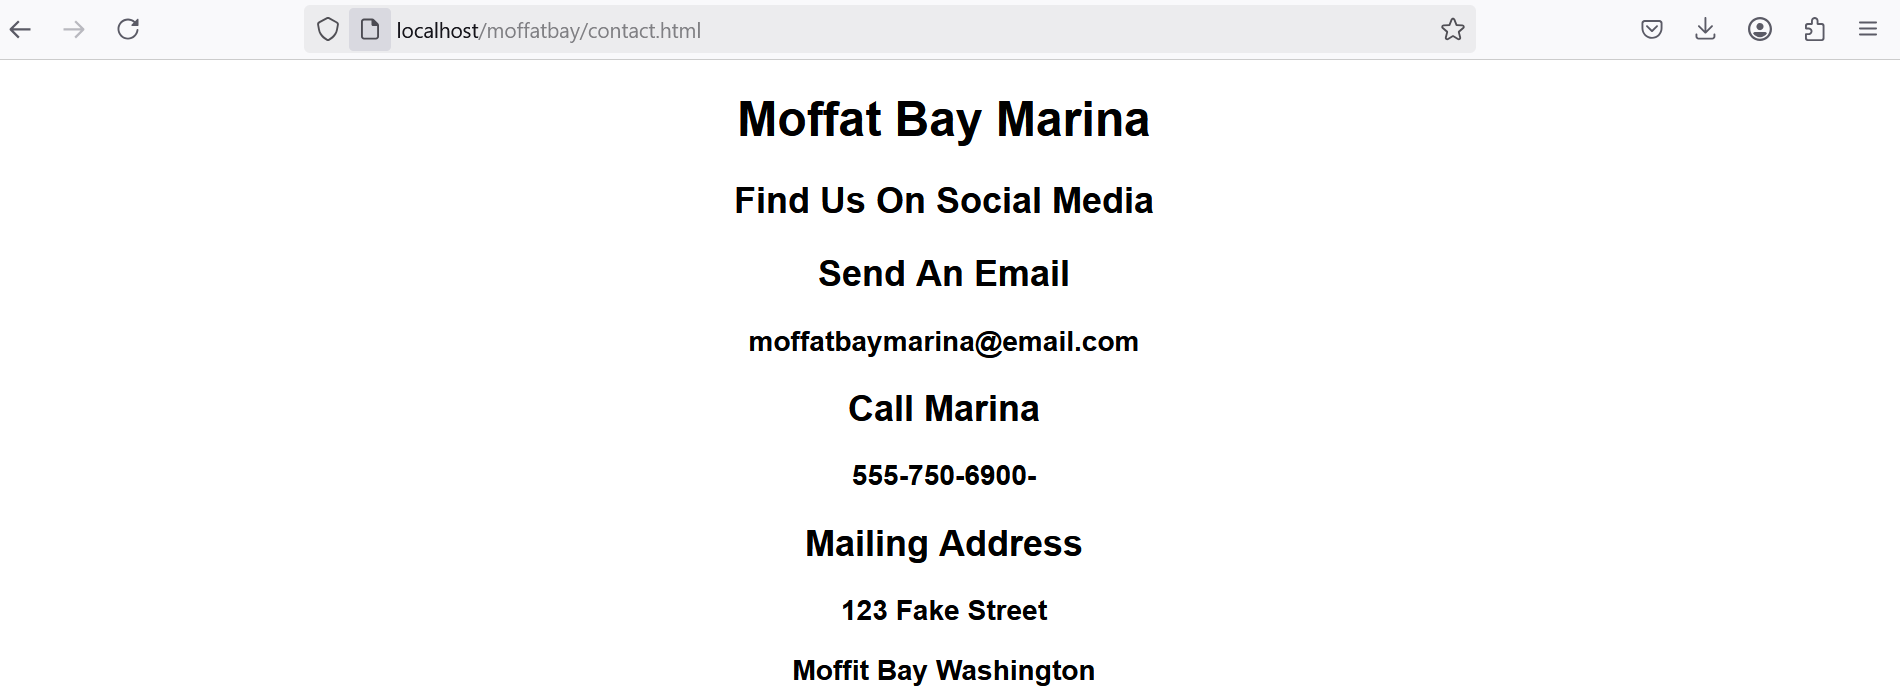 localhost/moffatbay/contact.html
Moffat Bay Marina
Find Us On Social Media
Send An Email
moffatbaymarina@email.com
Call Marina
555-750-6900-
Mailing Address
123 Fake Street
Moffit Bay Washington